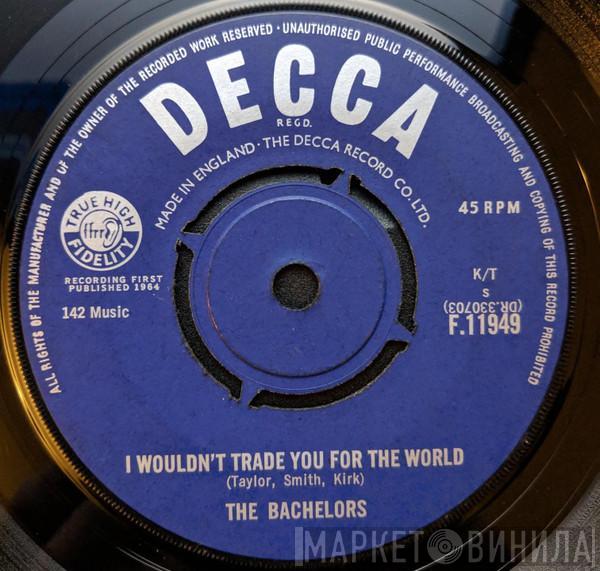 ALL RIGHTS OF THE MANUFACTURER AND OF THE OWNER OF THE RECORDED WORK RESERVED · UNAUTHORISED PUBLIC PERFORMANCE BROADCASTING AND COPYING OF THIS RECORD PROHIBITED
DECCA
REGD.
MADE IN ENGLAND · THE DECCA RECORD CO. LTD.
TRUE HIGH
ffrr
FIDELITY
RECORDING FIRST
PUBLISHED 1964
142 Music
45 RPM
K/T
S
(DR.330703)
F.11949
I WOULDN'T TRADE YOU FOR THE WORLD
(Taylor, Smith, Kirk)
THE BACHELORS
МАРКЕТ ВИНИЛА